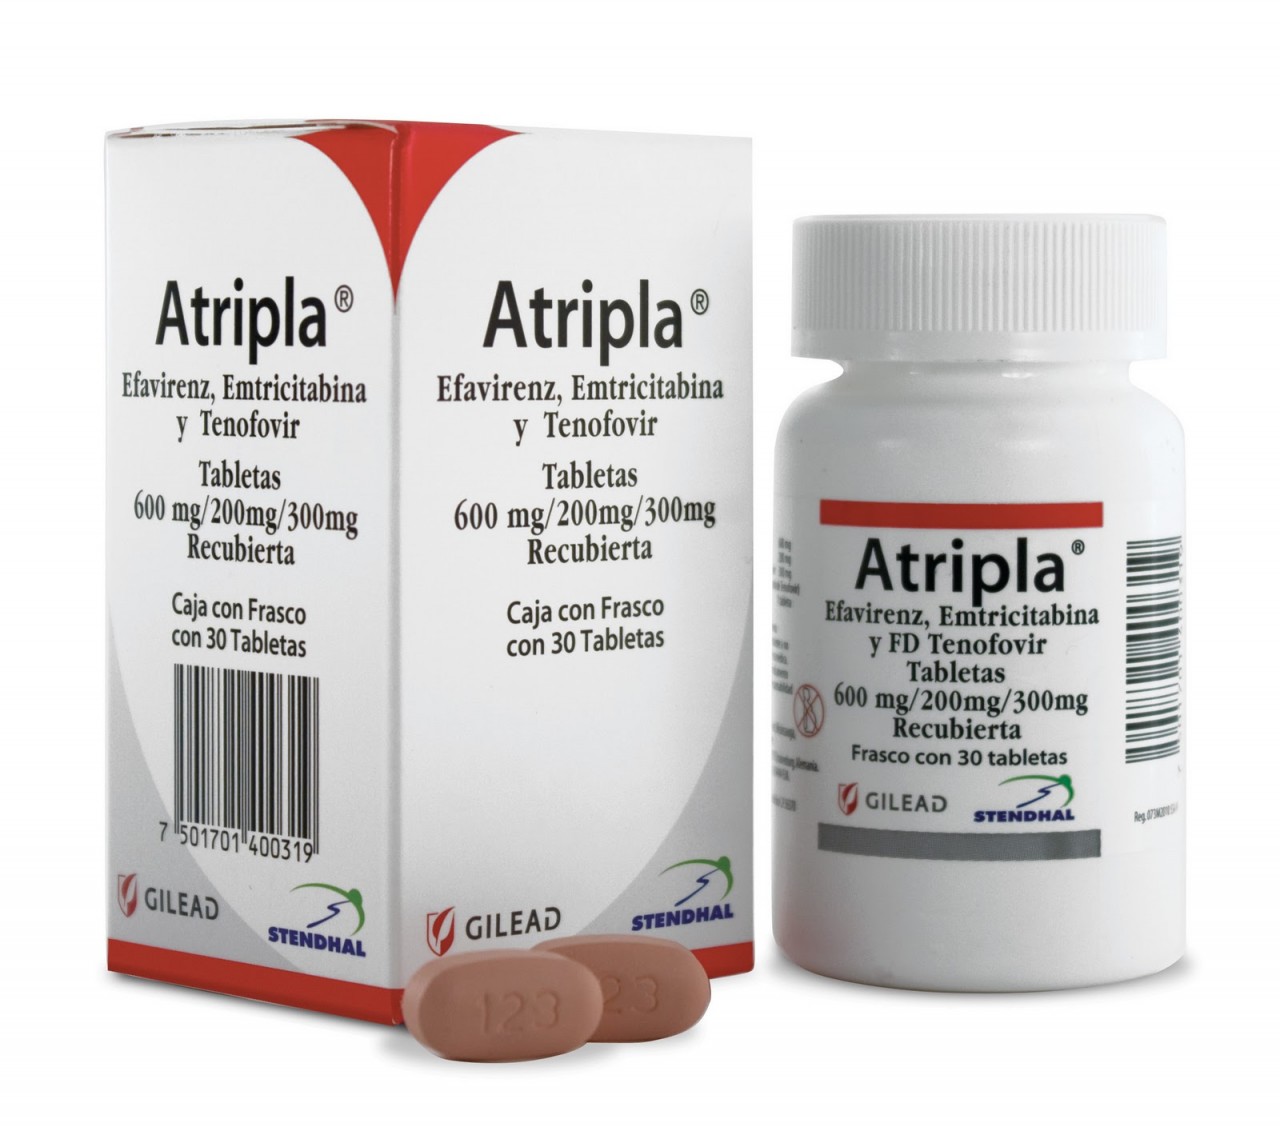 Atripla®
Efavirenz, Emtricitabina
y Tenofovir
Tabletas
600 mg/200mg/300mg
Recubierta
Caja con Frasco
con 30 Tabletas
7 501701 400319
GILEAD
STENDHAL
Atripla®
Efavirenz, Emtricitabina
y Tenofovir
Tabletas
600 mg/200mg/300mg
Recubierta
Caja con Frasco
con 30 Tabletas
GILEAD
STENDHAL
123
23
Atripla®
Efavirenz, Emtricitabina
y FD Tenofovir
Tabletas
600 mg/200mg/300mg
Recubierta
Frasco con 30 tabletas
GILEAD
STENDHAL